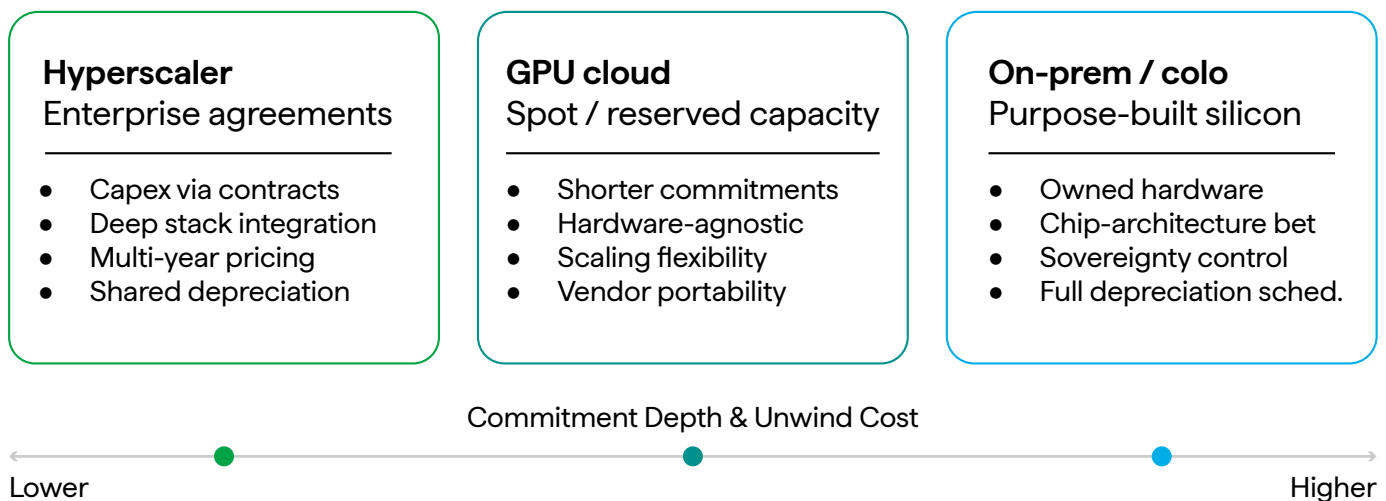 Hyperscaler
Enterprise agreements
● Capex via contracts
● Deep stack integration
● Multi-year pricing
● Shared depreciation
GPU cloud
Spot / reserved capacity
● Shorter commitments
● Hardware-agnostic
● Scaling flexibility
● Vendor portability
On-prem / colo
Purpose-built silicon
● Owned hardware
● Chip-architecture bet
● Sovereignty control
● Full depreciation sched.
Commitment Depth & Unwind Cost
Lower
Higher